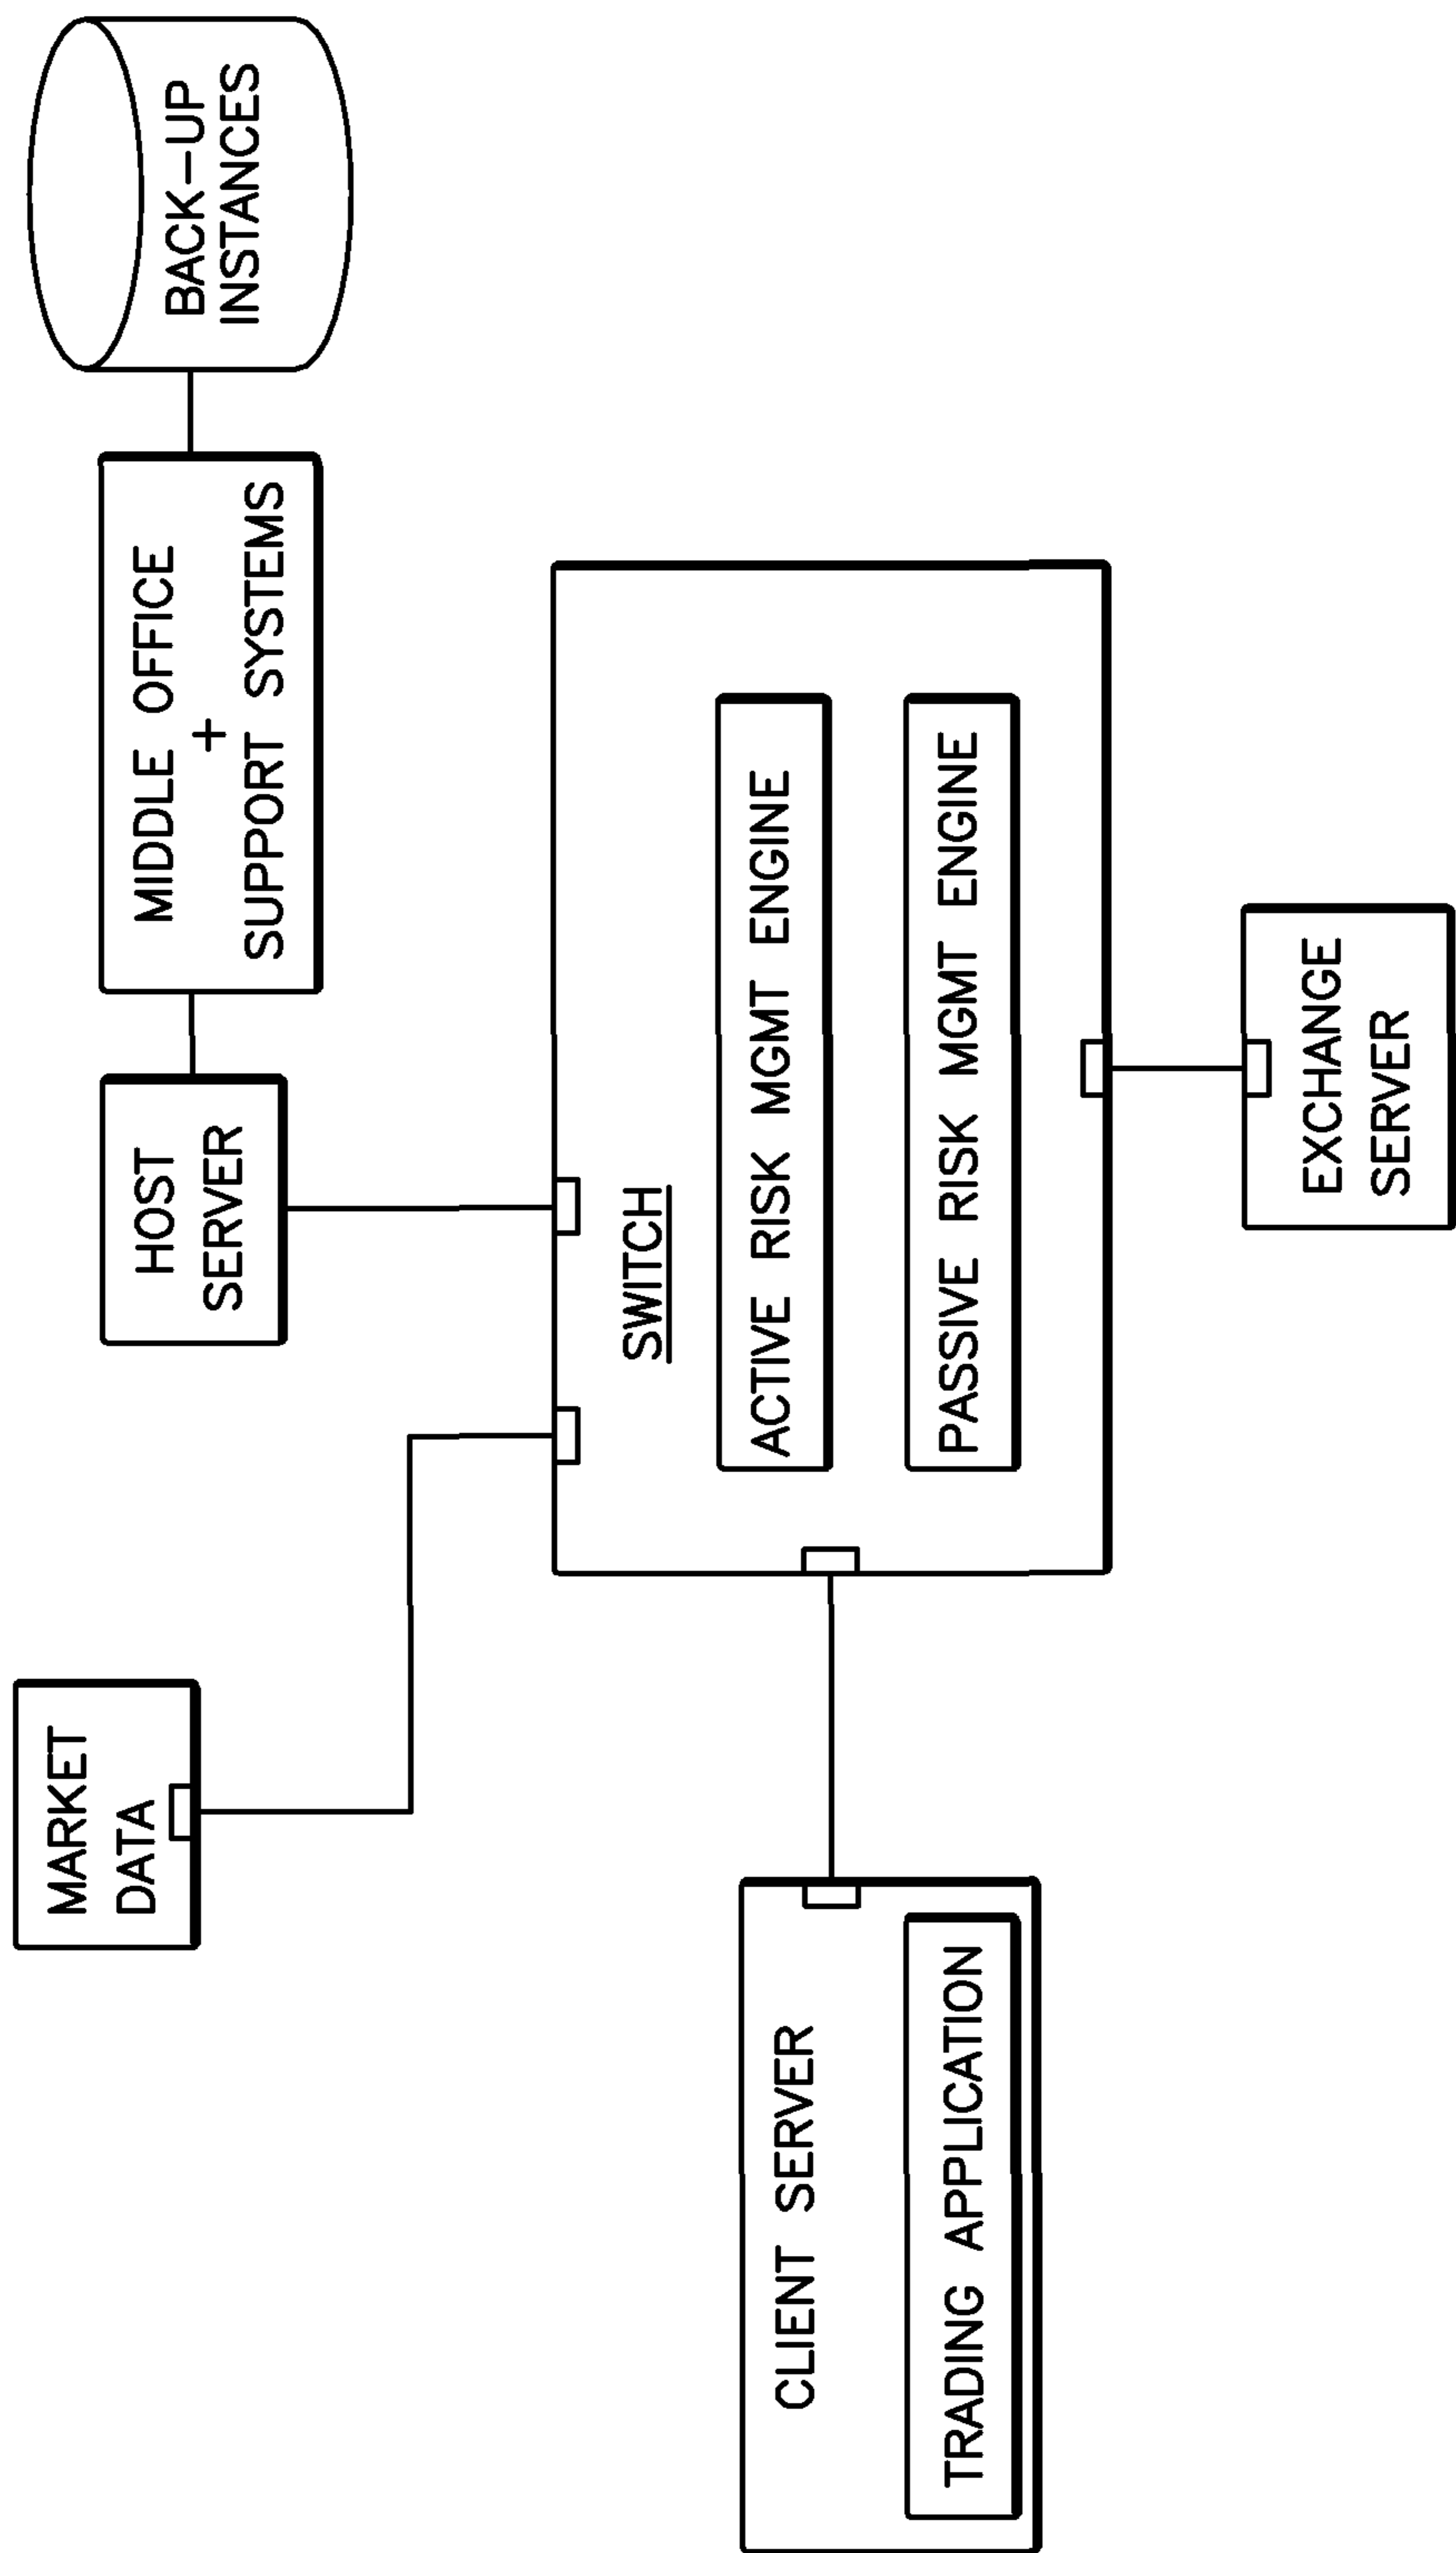 MARKET
DATA
HOST
SERVER
MIDDLE OFFICE
+
SUPPORT SYSTEMS
BACK-UP
INSTANCES
SWITCH
ACTIVE RISK MGMT ENGINE
PASSIVE RISK MGMT ENGINE
CLIENT SERVER
TRADING APPLICATION
EXCHANGE
SERVER